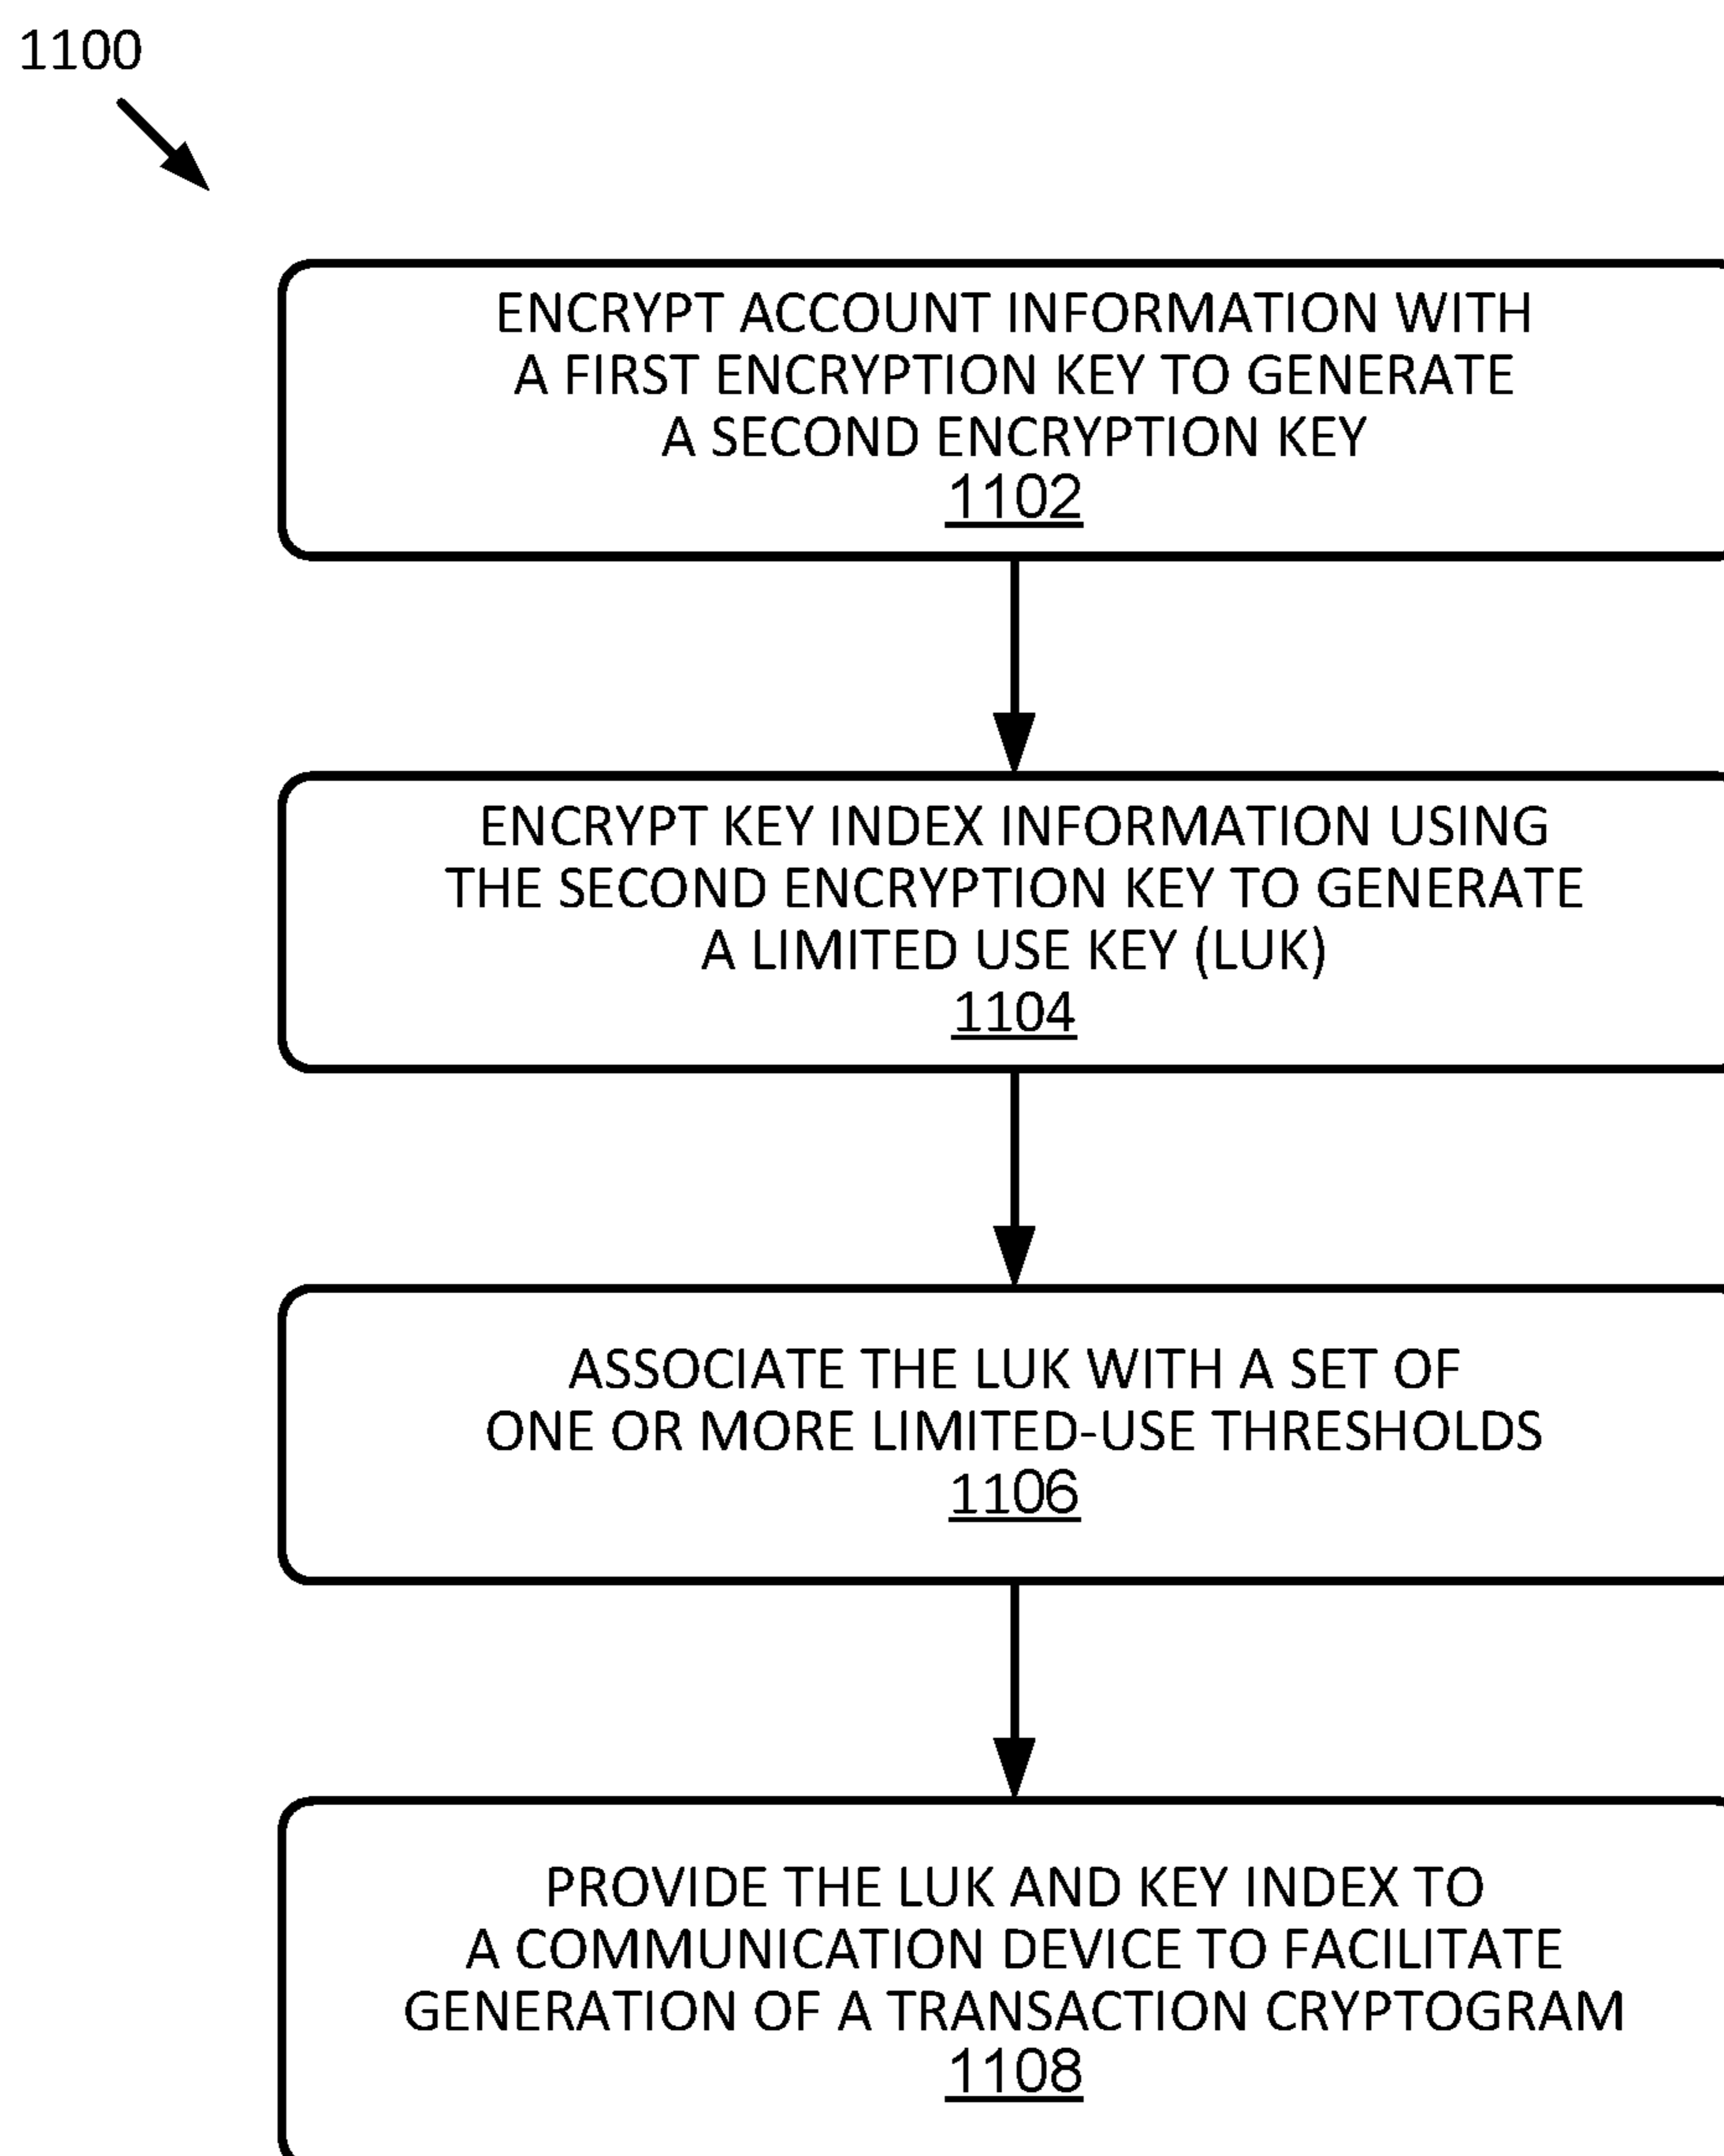 1100
ENCRYPT ACCOUNT INFORMATION WITH
A FIRST ENCRYPTION KEY TO GENERATE
A SECOND ENCRYPTION KEY
1102
ENCRYPT KEY INDEX INFORMATION USING
THE SECOND ENCRYPTION KEY TO GENERATE
A LIMITED USE KEY (LUK)
1104
ASSOCIATE THE LUK WITH A SET OF
ONE OR MORE LIMITED-USE THRESHOLDS
1106
PROVIDE THE LUK AND KEY INDEX TO
A COMMUNICATION DEVICE TO FACILITATE
GENERATION OF A TRANSACTION CRYPTOGRAM
1108